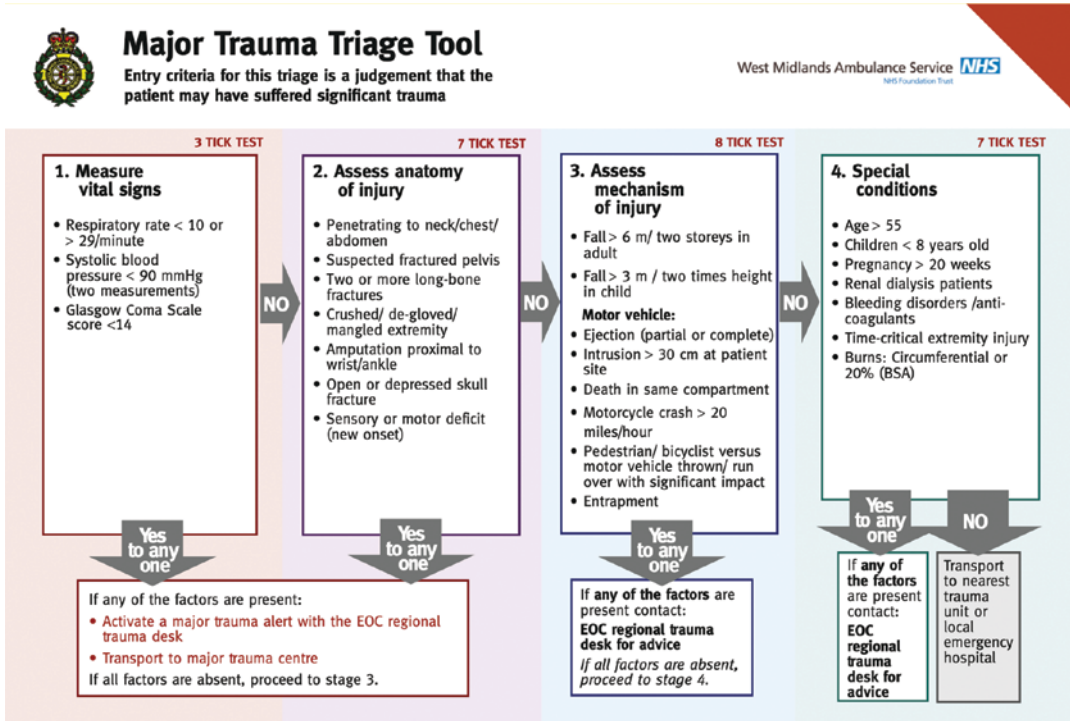 Major Trauma Triage Tool
Entry criteria for this triage is a judgement that the
patient may have suffered significant trauma
West Midlands Ambulance Service NHS
NHS Foundation Trust
3 TICK TEST
1. Measure
vital signs
• Respiratory rate < 10 or
> 29/minute
• Systolic blood
pressure < 90 mmHg
(two measurements)
• Glasgow Coma Scale
score <14
NO
7 TICK TEST
2. Assess anatomy
of injury
• Penetrating to neck/chest/
abdomen
• Suspected fractured pelvis
• Two or more long-bone
fractures
• Crushed/ de-gloved/
mangled extremity
• Amputation proximal to
wrist/ankle
• Open or depressed skull
fracture
• Sensory or motor deficit
(new onset)
NO
8 TICK TEST
3. Assess
mechanism
of injury
• Fall > 6 m/ two storeys in
adult
• Fall > 3 m / two times height
in child
Motor vehicle:
• Ejection (partial or complete)
• Intrusion > 30 cm at patient
site
• Death in same compartment
• Motorcycle crash > 20
miles/hour
• Pedestrian/ bicyclist versus
motor vehicle thrown/ run
over with significant impact
• Entrapment
NO
7 TICK TEST
4. Special
conditions
• Age > 55
• Children < 8 years old
• Pregnancy > 20 weeks
• Renal dialysis patients
• Bleeding disorders /anti-
coagulants
• Time-critical extremity injury
• Burns: Circumferential or
20% (BSA)
Yes
to any
one
Yes
to any
one
If any of the factors are present:
• Activate a major trauma alert with the EOC regional
trauma desk
• Transport to major trauma centre
If all factors are absent, proceed to stage 3.
Yes
to any
one
If any of the factors are
present contact:
EOC regional trauma
desk for advice
If all factors are absent,
proceed to stage 4.
Yes
to any
one
If any of
the factors
are present
contact:
EOC
regional
trauma
desk for
advice
NO
Transport
to nearest
trauma
unit or
local
emergency
hospital